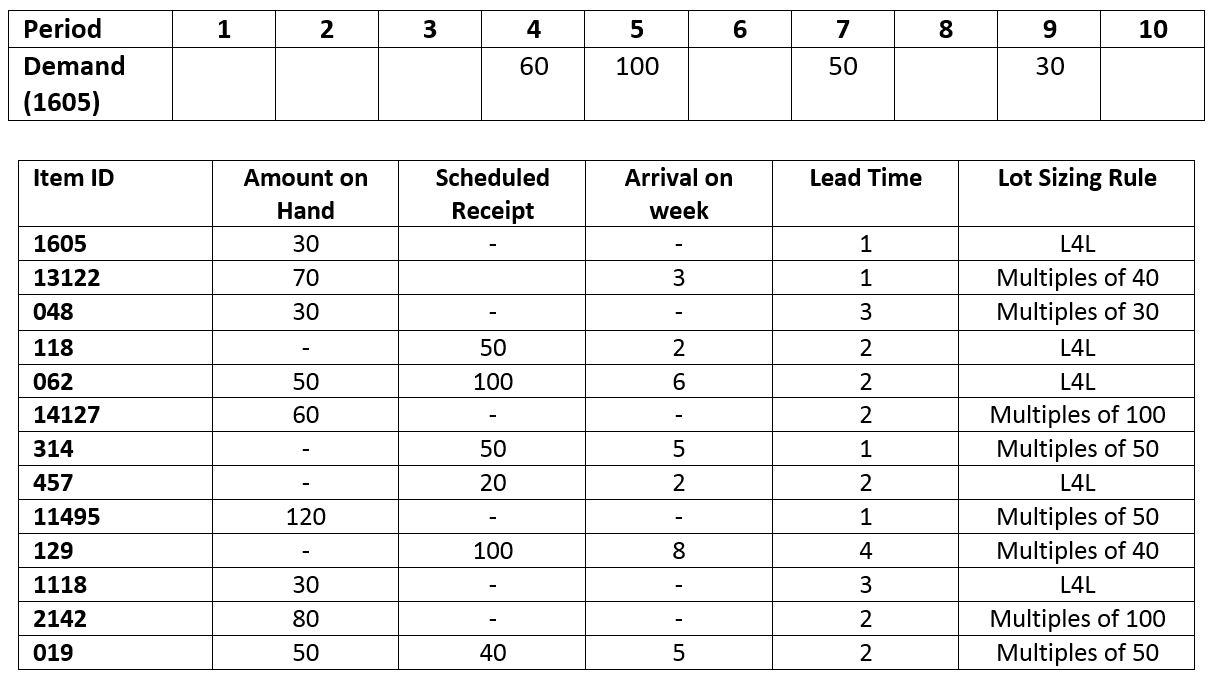 Period 1 2 3 4 5 6 7 8 9 10
Demand 60 100 50 30
(1605)
Item ID Amount on Scheduled Arrival on Lead Time Lot Sizing Rule
Hand Receipt week
1605 30 - - 1 L4L
13122 70 3 1 Multiples of 40
048 30 - - 3 Multiples of 30
118 - 50 2 2 L4L
062 50 100 6 2 L4L
14127 60 - - 2 Multiples of 100
314 - 50 5 1 Multiples of 50
457 - 20 2 2 L4L
11495 120 - - 1 Multiples of 50
129 - 100 8 4 Multiples of 40
1118 30 - - 3 L4L
2142 80 - - 2 Multiples of 100
019 50 40 5 2 Multiples of 50